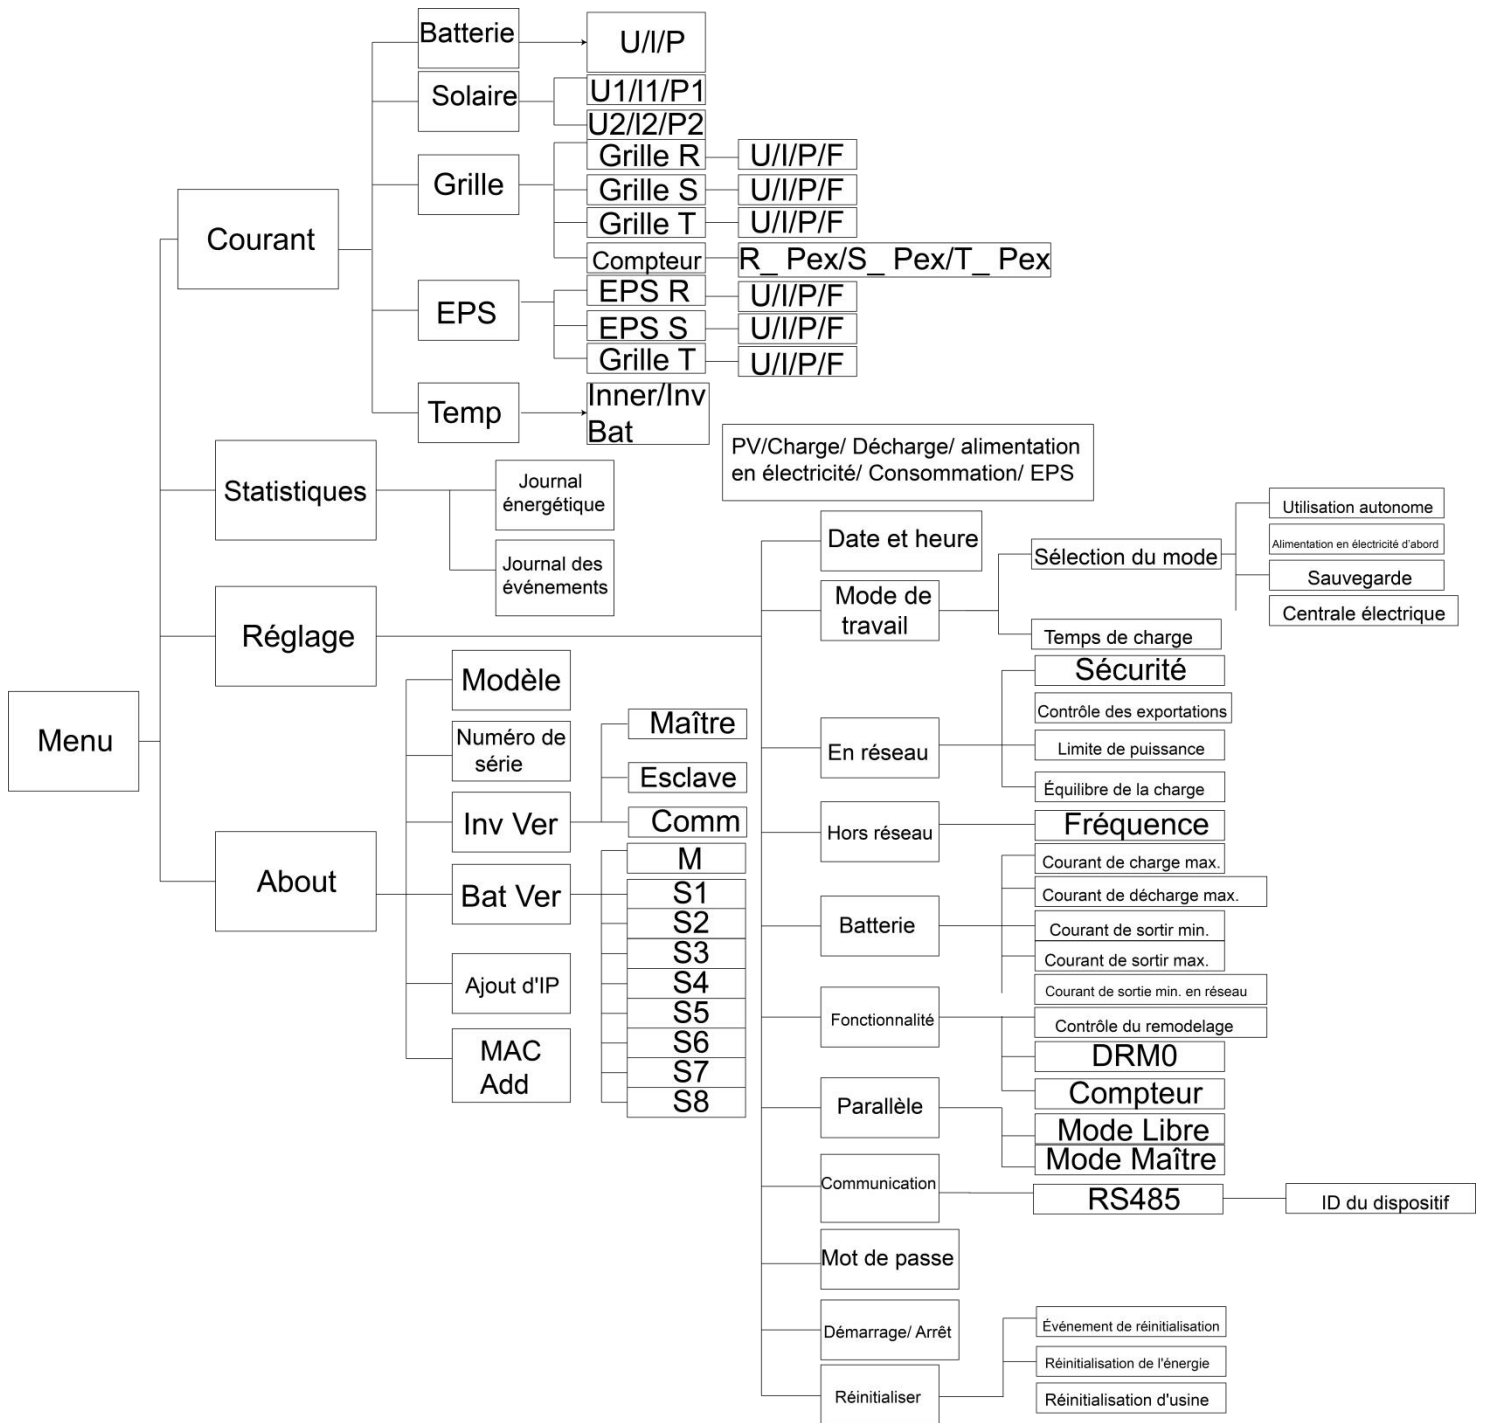 Menu
Courant
Batterie
U/I/P
Solaire
U1/I1/P1
U2/I2/P2
Grille
Grille R
U/I/P/F
Grille S
U/I/P/F
Grille T
U/I/P/F
Compteur
R_ Pex/S_ Pex/T_ Pex
EPS
EPS R
U/I/P/F
EPS S
U/I/P/F
Grille T
U/I/P/F
Temp
Inner/Inv
Bat
Statistiques
Journal
énergétique
PV/Charge/ Décharge/ alimentation
en électricité/ Consommation/ EPS
Journal des
événements
Réglage
Date et heure
Mode de
travail
Sélection du mode
Utilisation autonome
Alimentation en électricité d'abord
Sauvegarde
Centrale électrique
Temps de charge
En réseau
Sécurité
Contrôle des exportations
Limite de puissance
Équilibre de la charge
Hors réseau
Fréquence
Batterie
Courant de charge max.
Courant de décharge max.
Courant de sortir min.
Courant de sortir max.
Courant de sortie min. en réseau
Fonctionnalité
Contrôle du remodelage
DRM0
Compteur
Parallèle
Mode Libre
Mode Maître
Communication
RS485
ID du dispositif
Mot de passe
Démarrage/ Arrêt
Réinitialiser
Événement de réinitialisation
Réinitialisation de l'énergie
Réinitialisation d'usine
About
Modèle
Numéro de
série
Inv Ver
Maître
Esclave
Comm
Bat Ver
M
S1
S2
S3
S4
S5
S6
S7
S8
Ajout d'IP
MAC
Add